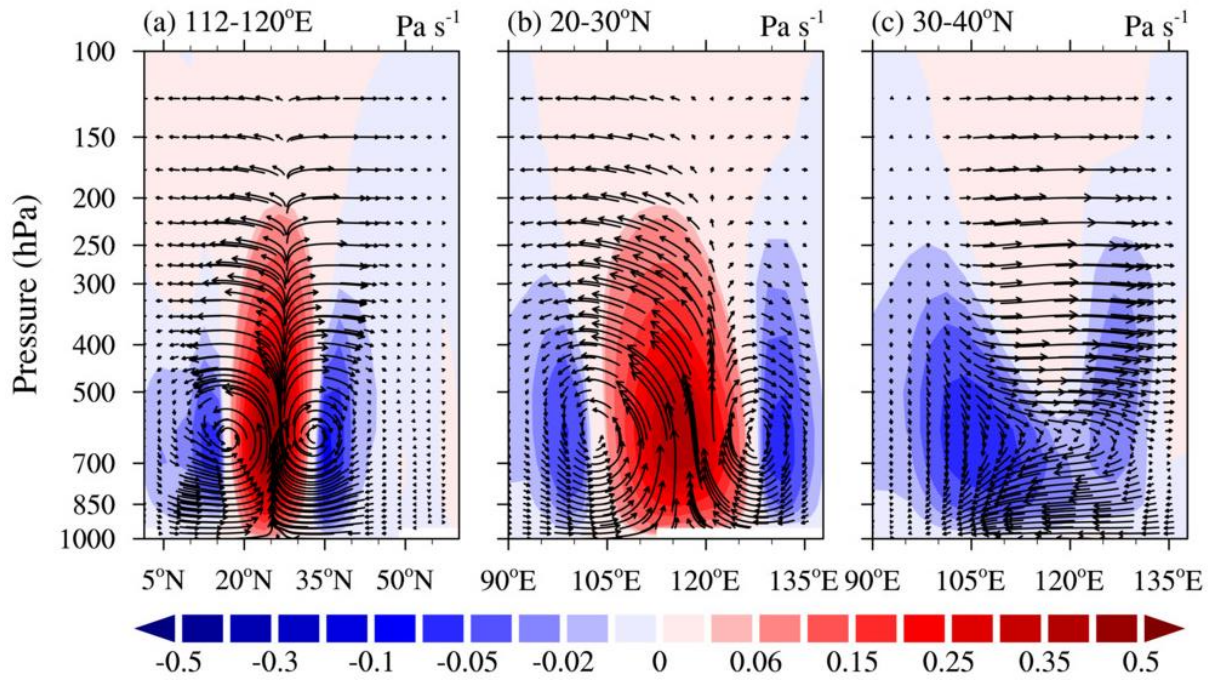 (a) 112-120°E Pa s⁻¹ (b) 20-30°N Pa s⁻¹ (c) 30-40°N Pa s⁻¹
100
150
200
250
300
400
500
700
850
1000
Pressure (hPa)
5°N 20°N 35°N 50°N 90°E 105°E 120°E 135°E 90°E 105°E 120°E 135°E
-0.5 -0.3 -0.1 -0.05 -0.02 0 0.06 0.15 0.25 0.35 0.5